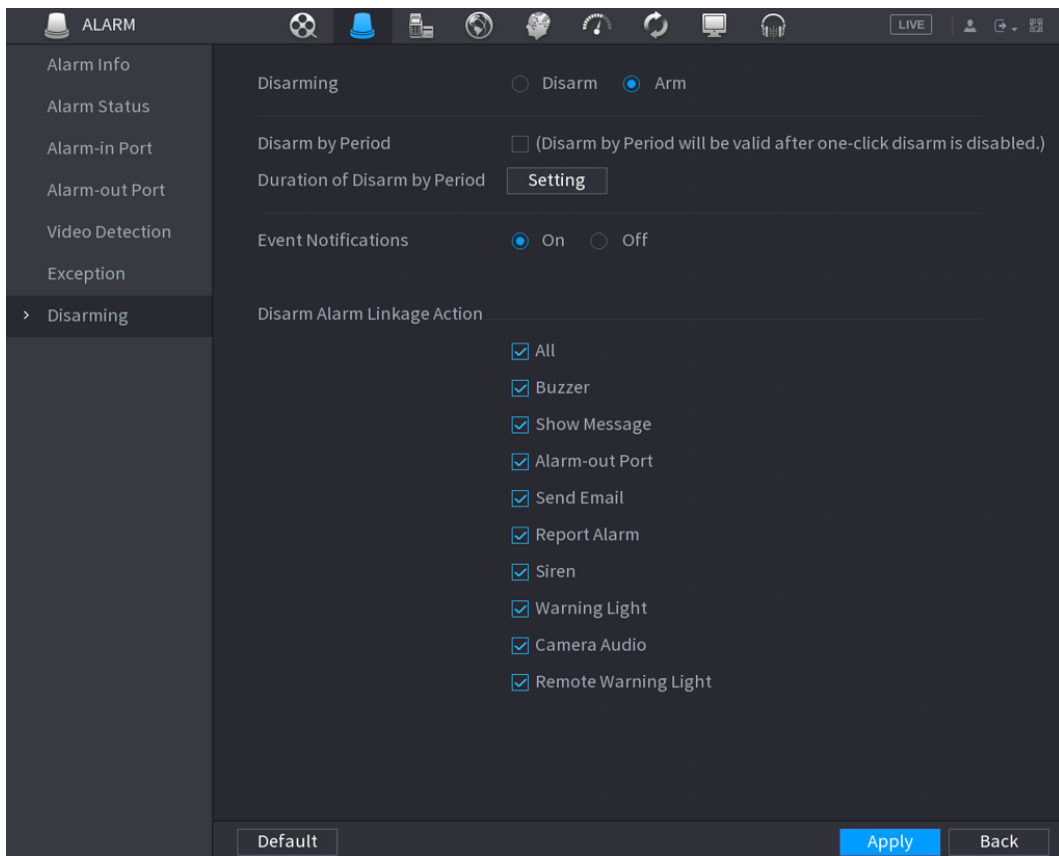 ALARM
LIVE
Alarm Info
Alarm Status
Alarm-in Port
Alarm-out Port
Video Detection
Exception
Disarming
Disarming Disarm Arm
Disarm by Period (Disarm by Period will be valid after one-click disarm is disabled.)
Duration of Disarm by Period Setting
Event Notifications On Off
Disarm Alarm Linkage Action
All
Buzzer
Show Message
Alarm-out Port
Send Email
Report Alarm
Siren
Warning Light
Camera Audio
Remote Warning Light
Default Apply Back